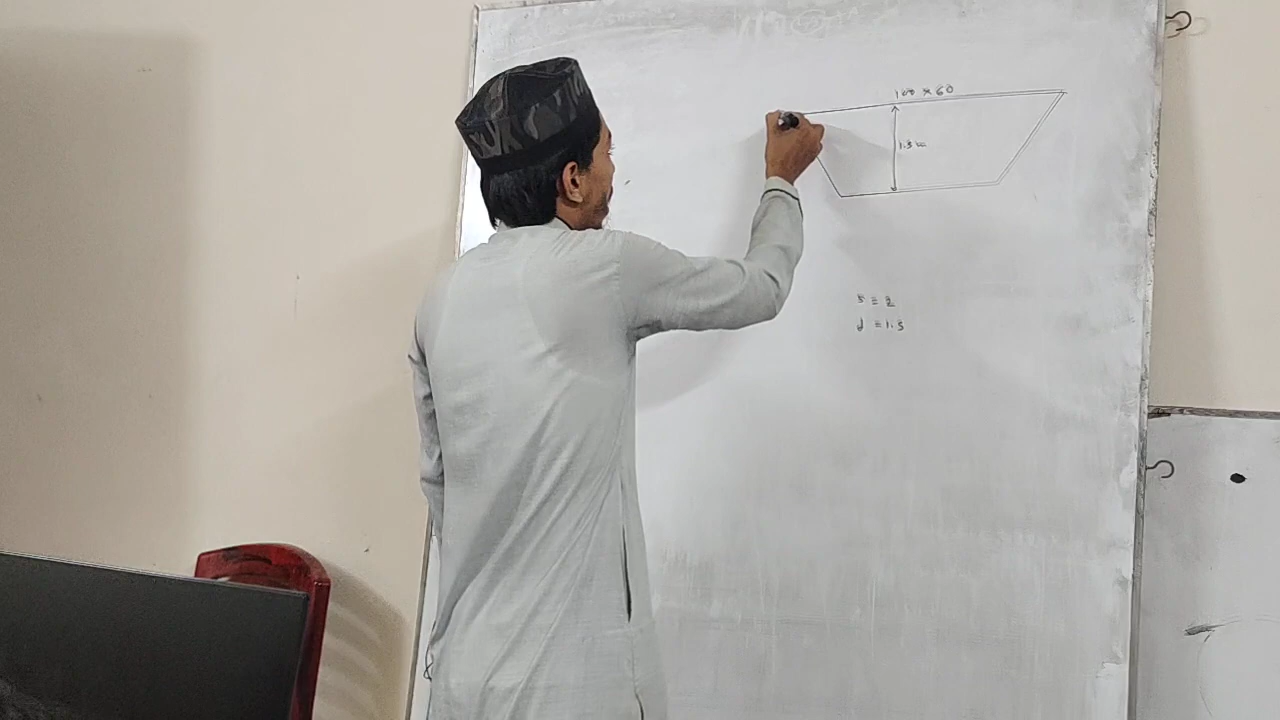 100 × 60
1.5 m
s = 2
d = 1.5